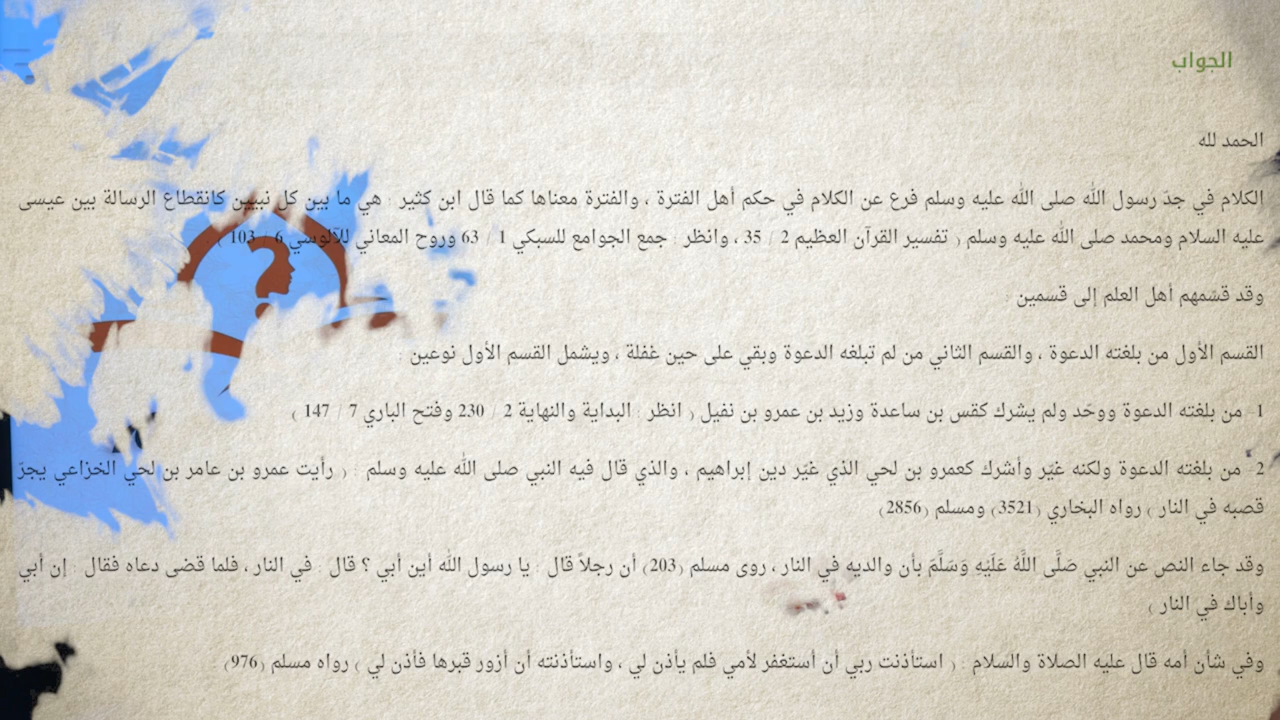 الجواب
الحمد لله
الكلام في جدّ رسول الله صلى الله عليه وسلم فرع عن الكلام في حكم أهل الفترة ، والفترة معناها كما قال ابن كثير : هي ما بين كل نبيين كانقطاع الرسالة بين عيسى
عليه السلام ومحمد صلى الله عليه وسلم ( تفسير القرآن العظيم 2 / 35 ، وانظر : جمع الجوامع للسبكي 1 / 63 وروح المعاني للآلوسي 6 / 103 )
وقد قسّمهم أهل العلم إلى قسمين :
القسم الأول من بلغته الدعوة ، والقسم الثاني من لم تبلغه الدعوة وبقي على حين غفلة ، ويشمل القسم الأول نوعين :
1- من بلغته الدعوة ووحّد ولم يشرك كقس بن ساعدة وزيد بن عمرو بن نفيل ( انظر : البداية والنهاية 2 / 230 وفتح الباري 7 / 147 )
2- من بلغته الدعوة ولكنه غيّر وأشرك كعمرو بن لحي الذي غيّر دين إبراهيم ، والذي قال فيه النبي صلى الله عليه وسلم : ( رأيت عمرو بن عامر بن لحي الخزاعي يجرّ
قصبه في النار ) رواه البخاري (3521) ومسلم (2856)
وقد جاء النص عن النبي صَلَّى اللَّهُ عَلَيْهِ وَسَلَّمَ بأن والديه في النار ، روى مسلم (203) أن رجلاً قال : يا رسول الله أين أبي ؟ قال : في النار ، فلما قضى دعاه فقال : إن أبي
وأباك في النار )
وفي شأن أمه قال عليه الصلاة والسلام : ( استأذنت ربي أن أستغفر لأمي فلم يأذن لي ، واستأذنته أن أزور قبرها فأذن لي ) رواه مسلم (976)